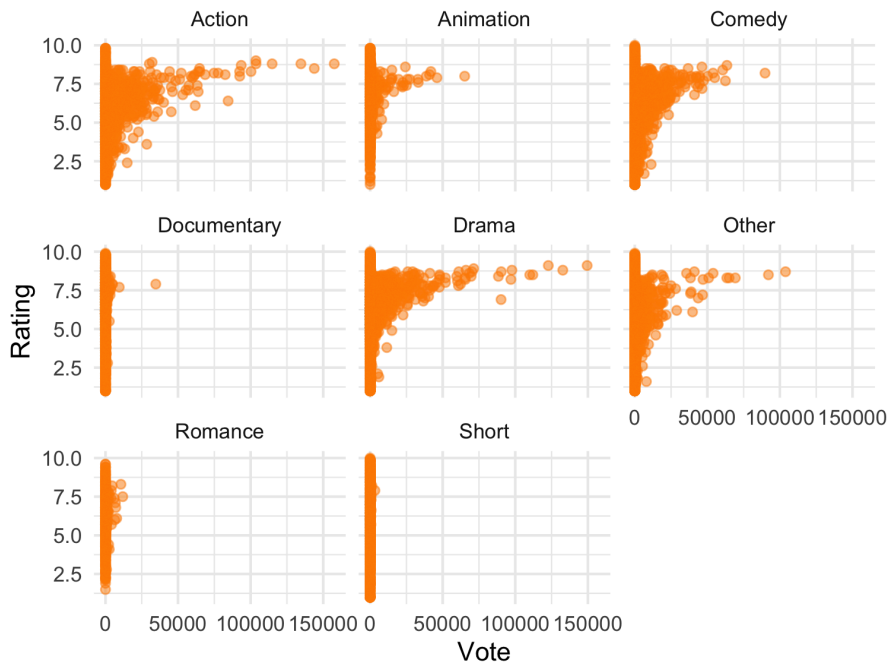 Action Animation Comedy
10.0
7.5
5.0
2.5
Documentary Drama Other
10.0
7.5
5.0
2.5
0 50000 100000 150000
Romance Short
10.0
7.5
5.0
2.5
0 50000 100000 150000 0 50000 100000 150000
Rating
Vote